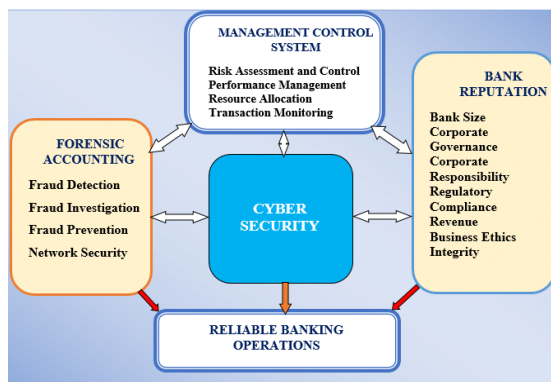 MANAGEMENT CONTROL
SYSTEM
Risk Assessment and Control
Performance Management
Resource Allocation
Transaction Monitoring
BANK
REPUTATION
Bank Size
Corporate
Governance
Corporate
Responsibility
Regulatory
Compliance
Revenue
Business Ethics
Integrity
FORENSIC
ACCOUNTING
Fraud Detection
Fraud Investigation
Fraud Prevention
Network Security
CYBER
SECURITY
RELIABLE BANKING
OPERATIONS